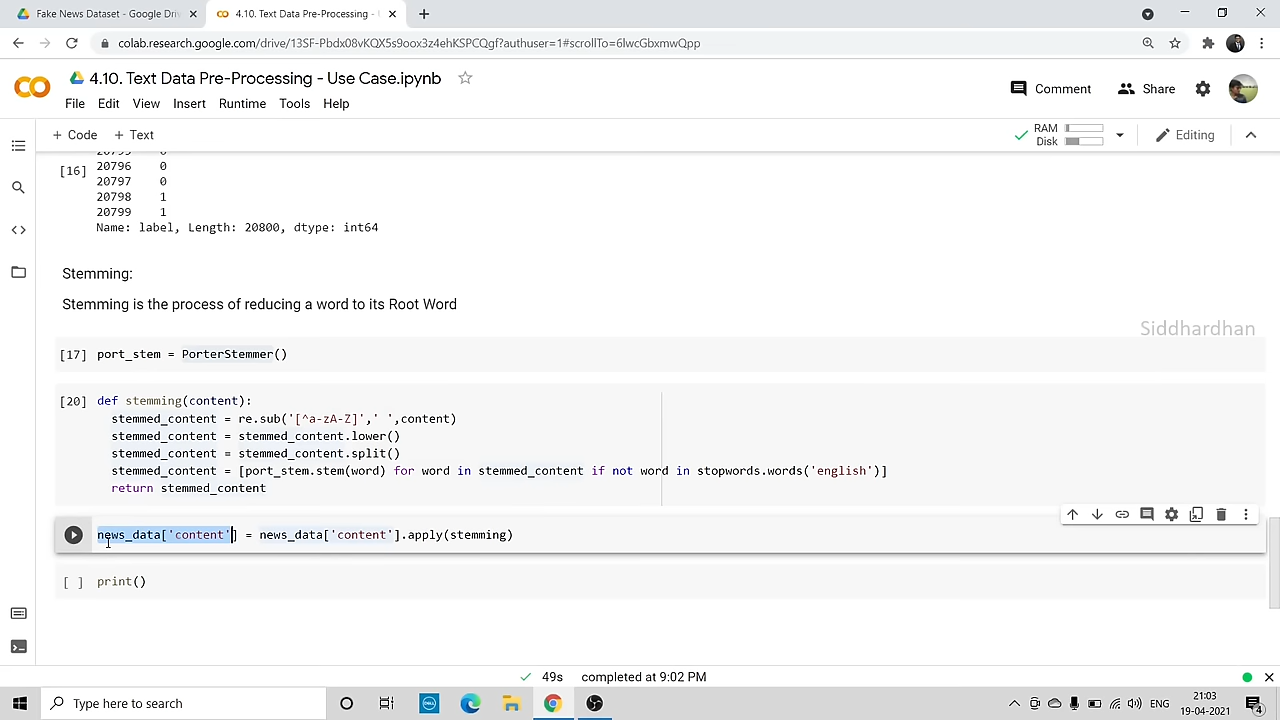 Fake News Dataset - Google Dri
4.10. Text Data Pre-Processing -
colab.research.google.com/drive/13SF-Pbdx08vKQX5s9oox3z4ehKSPCQgf?authuser=1#scrollTo=6lwcGbxmwQpp
4.10. Text Data Pre-Processing - Use Case.ipynb
Comment
Share
File Edit View Insert Runtime Tools Help
+ Code + Text
RAM
Disk
Editing
[16]
20796 0
20797 0
20798 1
20799 1
Name: label, Length: 20800, dtype: int64
Stemming:
Stemming is the process of reducing a word to its Root Word
Siddhardhan
[17] port_stem = PorterStemmer()
[20] def stemming(content):
stemmed_content = re.sub('[^a-zA-Z]',' ',content)
stemmed_content = stemmed_content.lower()
stemmed_content = stemmed_content.split()
stemmed_content = [port_stem.stem(word) for word in stemmed_content if not word in stopwords.words('english')]
return stemmed_content
news_data['content'] = news_data['content'].apply(stemming)
[ ] print()
49s completed at 9:02 PM
Type here to search
DELL
ENG
21:03
19-04-2021
4